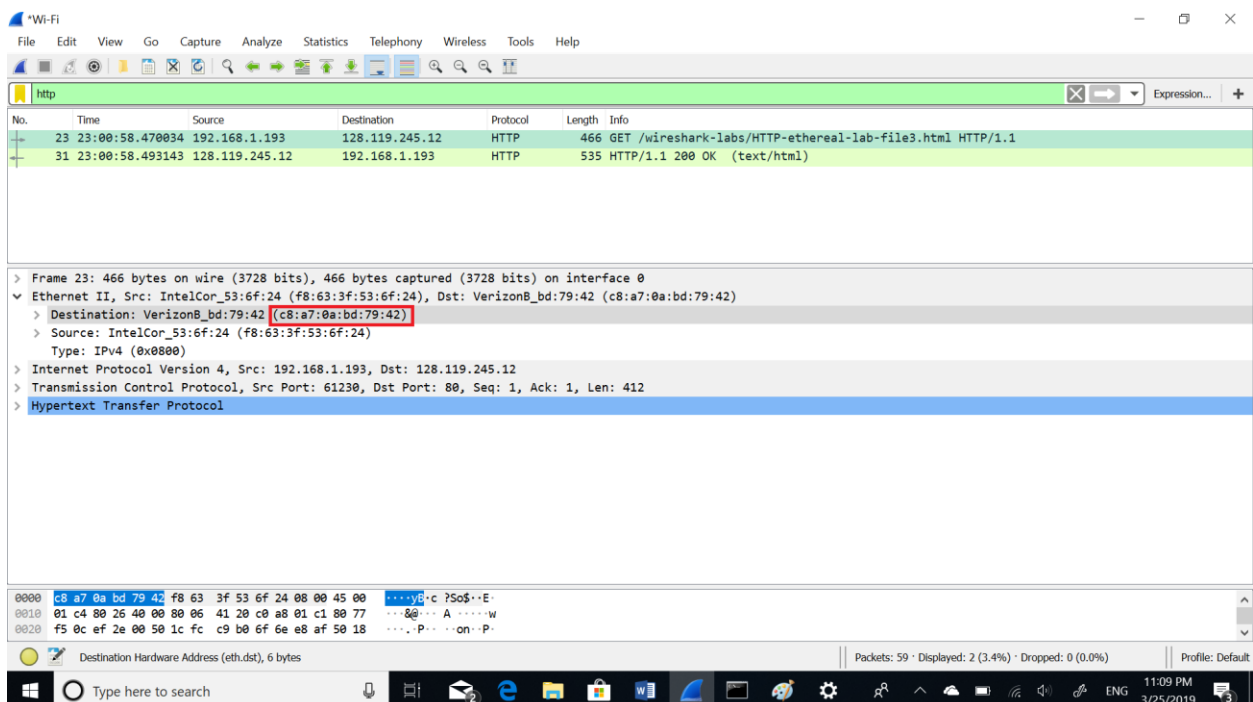 *Wi-Fi
File Edit View Go Capture Analyze Statistics Telephony Wireless Tools Help
http Expression... +
No. Time Source Destination Protocol Length Info
23 23:00:58.470034 192.168.1.193 128.119.245.12 HTTP 466 GET /wireshark-labs/HTTP-ethereal-lab-file3.html HTTP/1.1
31 23:00:58.493143 128.119.245.12 192.168.1.193 HTTP 535 HTTP/1.1 200 OK (text/html)
> Frame 23: 466 bytes on wire (3728 bits), 466 bytes captured (3728 bits) on interface 0
Ethernet II, Src: IntelCor_53:6f:24 (f8:63:3f:53:6f:24), Dst: VerizonB_bd:79:42 (c8:a7:0a:bd:79:42)
> Destination: VerizonB_bd:79:42 (c8:a7:0a:bd:79:42)
> Source: IntelCor_53:6f:24 (f8:63:3f:53:6f:24)
Type: IPv4 (0x0800)
> Internet Protocol Version 4, Src: 192.168.1.193, Dst: 128.119.245.12
> Transmission Control Protocol, Src Port: 61230, Dst Port: 80, Seq: 1, Ack: 1, Len: 412
> Hypertext Transfer Protocol
0000 c8 a7 0a bd 79 42 f8 63 3f 53 6f 24 08 00 45 00 ····yB·c ?So$··E·
0010 01 c4 80 26 40 00 80 06 41 20 c0 a8 01 c1 80 77 ···&@··· A ·····w
0020 f5 0c ef 2e 00 50 1c fc c9 b0 6f 6e e8 af 50 18 ···.·P·· ··on··P·
Destination Hardware Address (eth.dst), 6 bytes Packets: 59 · Displayed: 2 (3.4%) · Dropped: 0 (0.0%) Profile: Default
Type here to search 2 ENG 11:09 PM 3
3/25/2019